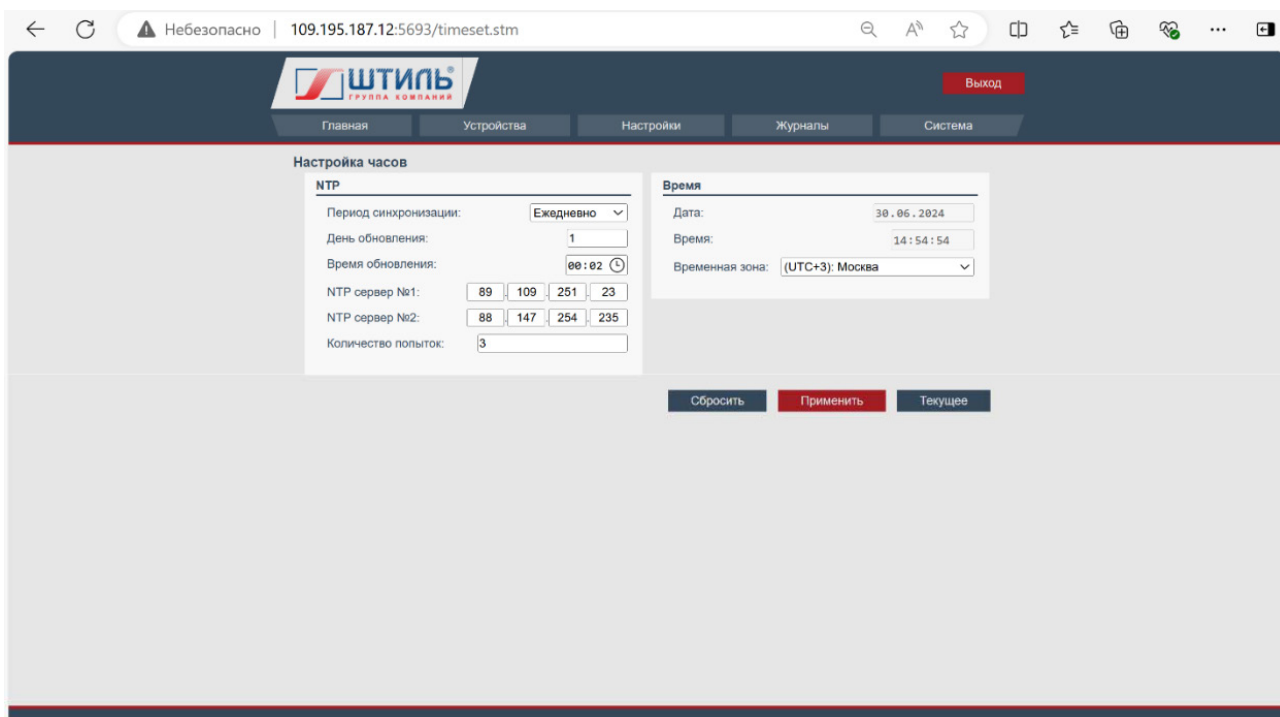 Небезопасно 109.195.187.12:5693/timeset.stm
ШТИЛЬ®
ГРУППА КОМПАНИЙ
Выход
Главная Устройства Настройки Журналы Система
Настройка часов
NTP
Период синхронизации: Ежедневно
День обновления: 1
Время обновления: 00:02
NTP сервер №1: 89 . 109 . 251 . 23
NTP сервер №2: 88 . 147 . 254 . 235
Количество попыток: 3
Время
Дата: 30.06.2024
Время: 14:54:54
Временная зона: (UTC+3): Москва
Сбросить Применить Текущее